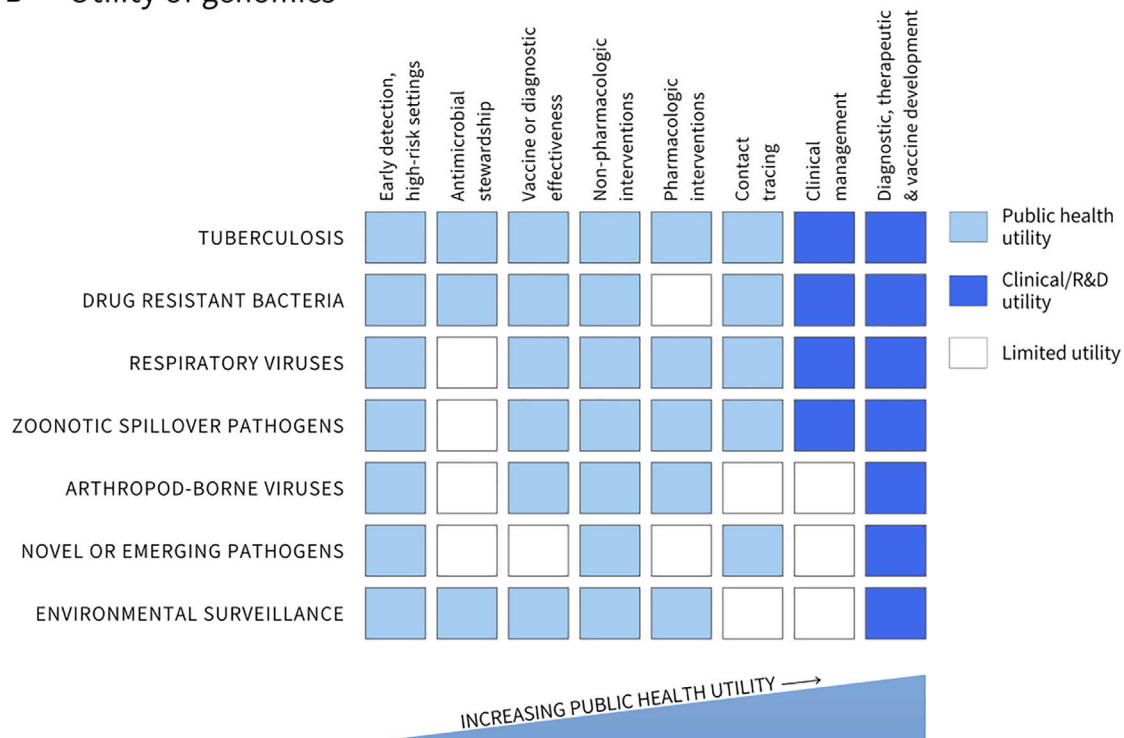 Utility of genomics
Early detection,
high-risk settings
Antimicrobial
stewardship
Vaccine or diagnostic
effectiveness
Non-pharmacologic
interventions
Pharmacologic
interventions
Contact
tracing
Clinical
management
Diagnostic, therapeutic
& vaccine development
TUBERCULOSIS
DRUG RESISTANT BACTERIA
RESPIRATORY VIRUSES
ZOONOTIC SPILLOVER PATHOGENS
ARTHROPOD-BORNE VIRUSES
NOVEL OR EMERGING PATHOGENS
ENVIRONMENTAL SURVEILLANCE
Public health
utility
Clinical/R&D
utility
Limited utility
INCREASING PUBLIC HEALTH UTILITY →